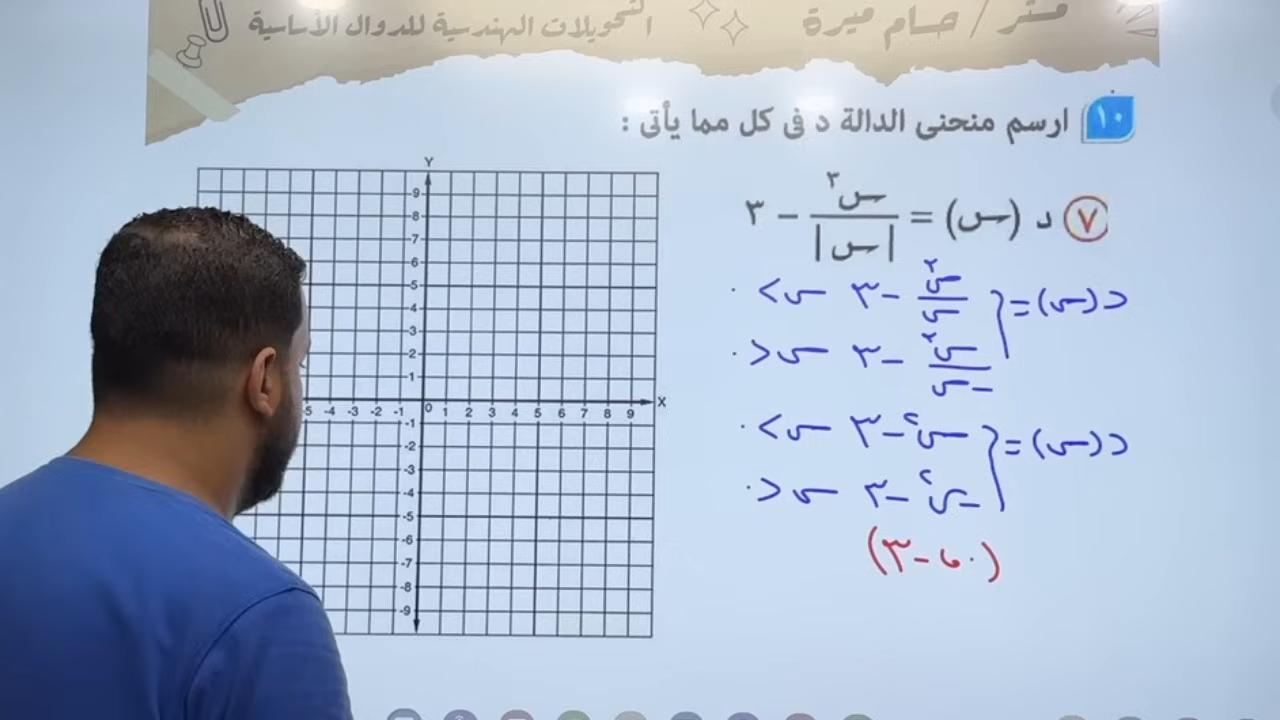 مستر / حسام ميرة
التحويلات الهندسية للدوال الأساسية
١٠ ارسم منحنى الدالة د في كل مما يأتى :
٧ د (س) = س٣ / |س| − ٣
د(س) = { س٣ / س − ٣ س > ٠
س٣ / −س − ٣ س < ٠
د(س) = { س٢ − ٣ س > ٠
−س٢ − ٣ س < ٠
(٠، −٣)
Y
9
8
7
6
5
4
3
2
1
-5 -4 -3 -2 -1 0 1 2 3 4 5 6 7 8 9 X
-1
-2
-3
-4
-5
-6
-7
-8
-9